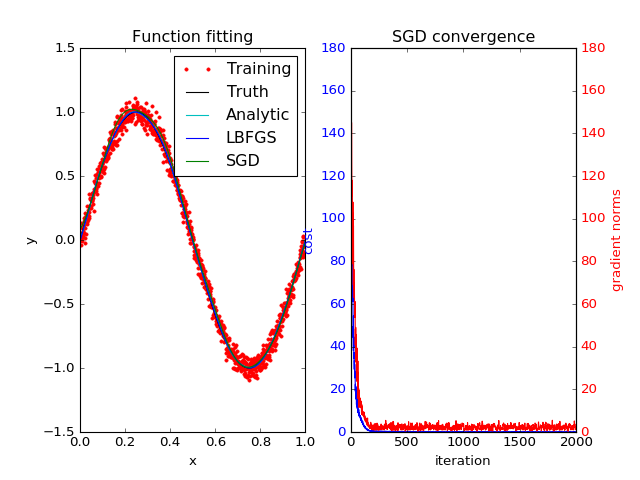 Function fitting
1.5
1.0
0.5
0.0
−0.5
−1.0
−1.5
0.0 0.2 0.4 0.6 0.8 1.0
x
y
Training
Truth
Analytic
LBFGS
SGD
SGD convergence
180
160
140
120
100
80
60
40
20
0
cost
0 500 1000 1500 2000
iteration
180
160
140
120
100
80
60
40
20
0
gradient norms